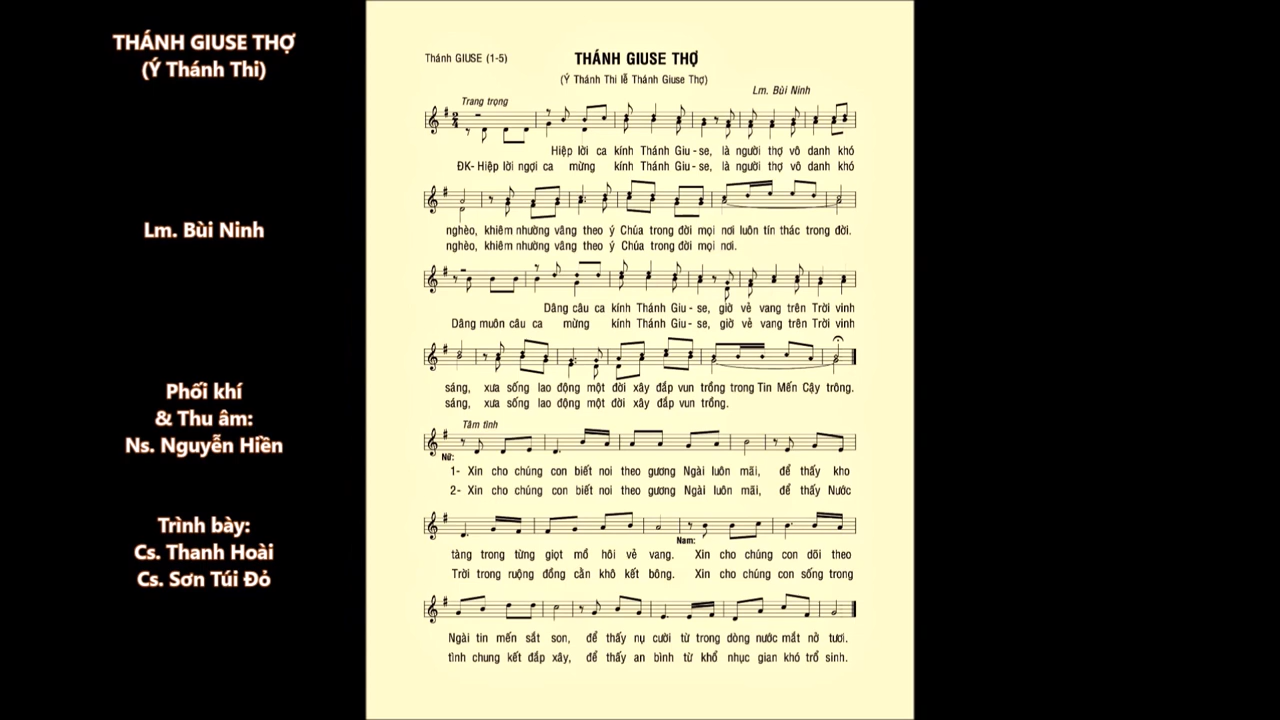 THÁNH GIUSE THỢ
(Ý Thánh Thi)
Lm. Bùi Ninh
Phối khí
& Thu âm:
Ns. Nguyễn Hiền
Trình bày:
Cs. Thanh Hoài
Cs. Sơn Túi Đỏ
Thánh GIUSE (1-5)
THÁNH GIUSE THỢ
(Ý Thánh Thi lễ Thánh Giuse Thợ)
Lm. Bùi Ninh
Trang trọng
Hiệp lời ca kính Thánh Giu - se, là người thợ vô danh khó
ĐK- Hiệp lời ngợi ca mừng kính Thánh Giu - se, là người thợ vô danh khó
nghèo, khiêm nhường vâng theo ý Chúa trong đời mọi nơi luôn tín thác trong đời.
nghèo, khiêm nhường vâng theo ý Chúa trong đời mọi nơi.
Dâng câu ca kính Thánh Giu - se, giờ vẻ vang trên Trời vinh
Dâng muôn câu ca mừng kính Thánh Giu - se, giờ vẻ vang trên Trời vinh
sáng, xưa sống lao động một đời xây đắp vun trồng trong Tin Mến Cậy trông.
sáng, xưa sống lao động một đời xây đắp vun trồng.
Tâm tình
Nữ:
1- Xin cho chúng con biết noi theo gương Ngài luôn mãi, để thấy kho
2- Xin cho chúng con biết noi theo gương Ngài luôn mãi, để thấy Nước
Nam:
tàng trong từng giọt mồ hôi vẻ vang. Xin cho chúng con dõi theo
Trời trong ruộng đồng cằn khô kết bông. Xin cho chúng con sống trong
Ngài tin mến sắt son, để thấy nụ cười từ trong dòng nước mắt nở tươi.
tình chung kết đắp xây, để thấy an bình từ khổ nhục gian khó trổ sinh.